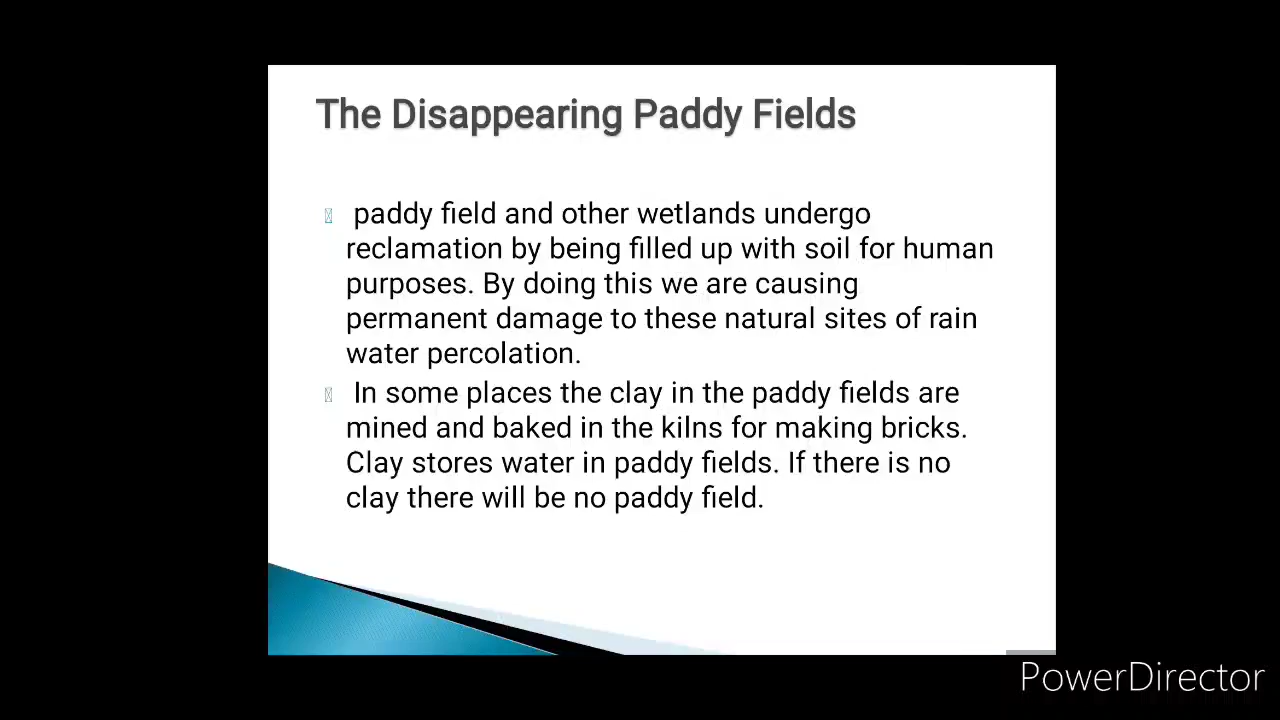 The Disappearing Paddy Fields
paddy field and other wetlands undergo
reclamation by being filled up with soil for human
purposes. By doing this we are causing
permanent damage to these natural sites of rain
water percolation.
In some places the clay in the paddy fields are
mined and baked in the kilns for making bricks.
Clay stores water in paddy fields. If there is no
clay there will be no paddy field.
PowerDirector